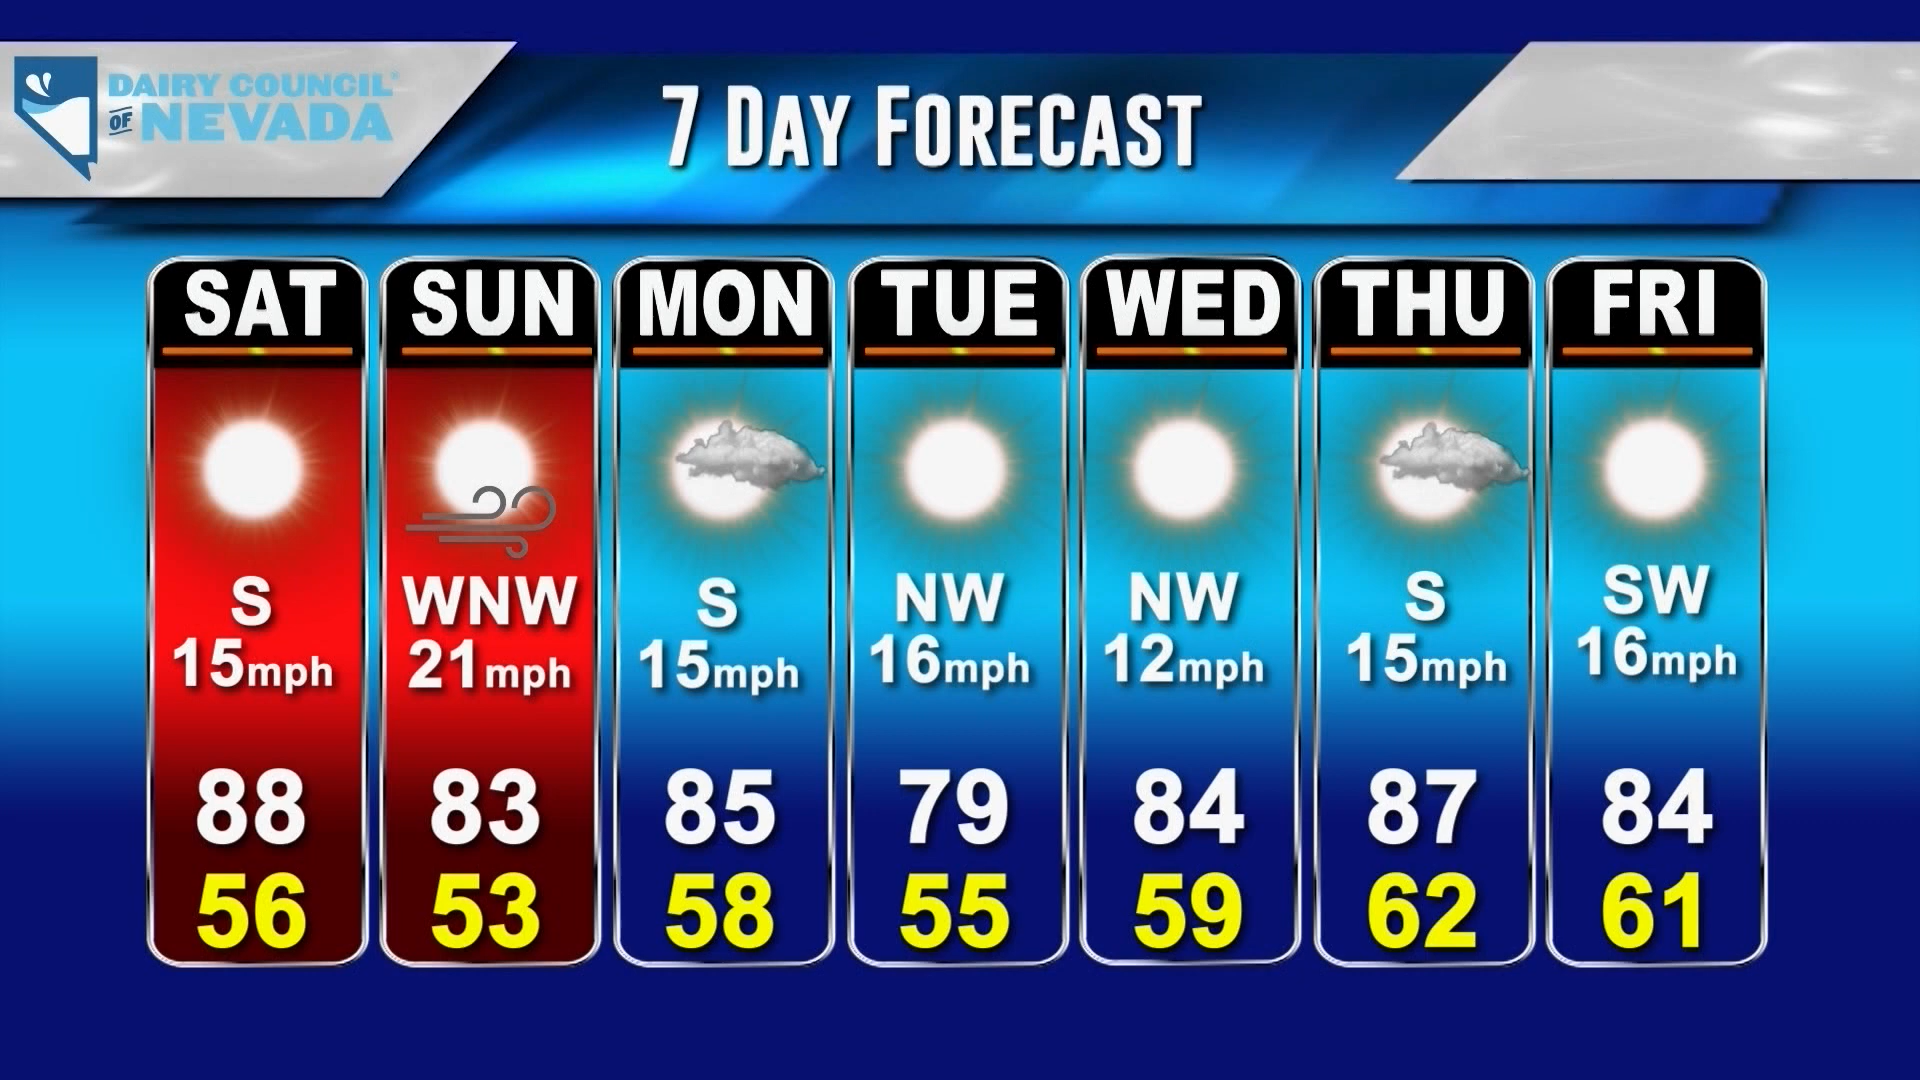 DAIRY COUNCIL®
OF NEVADA
7 DAY FORECAST
SAT
S
15mph
88
56
SUN
WNW
21mph
83
53
MON
S
15mph
85
58
TUE
NW
16mph
79
55
WED
NW
12mph
84
59
THU
S
15mph
87
62
FRI
SW
16mph
84
61